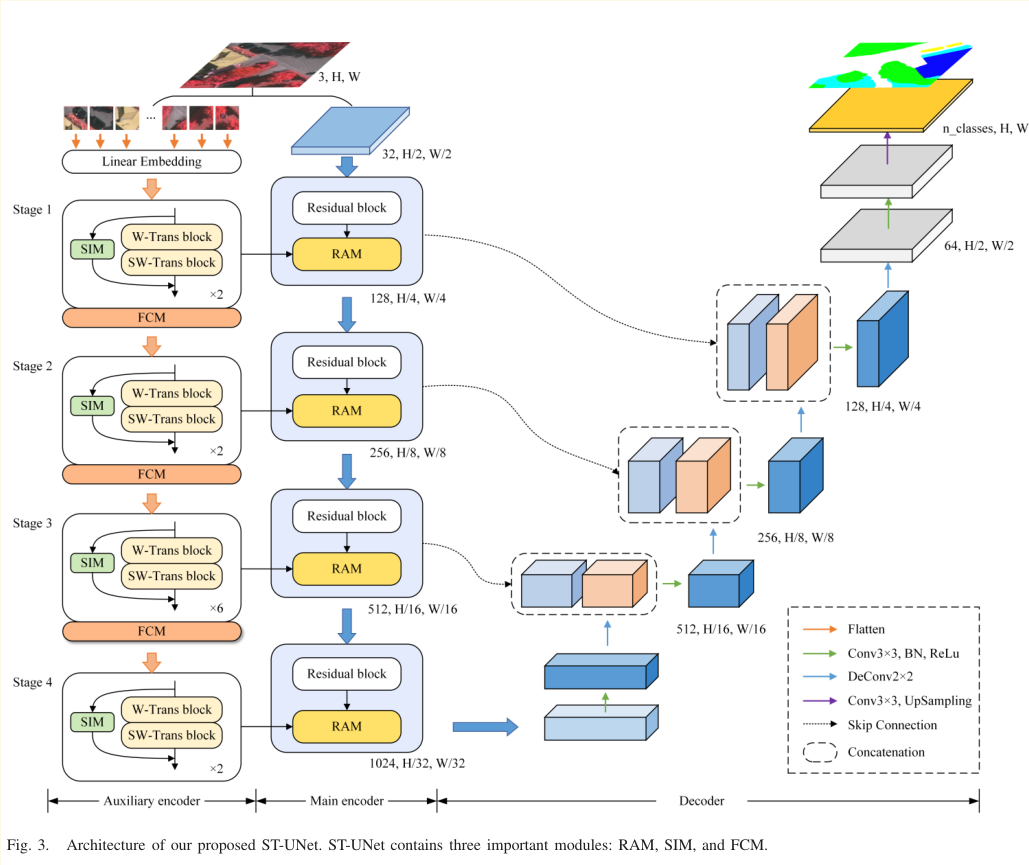 3, H, W
...
Linear Embedding
32, H/2, W/2
Stage 1
SIM
W-Trans block
SW-Trans block
×2
FCM
Residual block
RAM
128, H/4, W/4
Stage 2
SIM
W-Trans block
SW-Trans block
×2
FCM
Residual block
RAM
256, H/8, W/8
Stage 3
SIM
W-Trans block
SW-Trans block
×6
FCM
Residual block
RAM
512, H/16, W/16
Stage 4
SIM
W-Trans block
SW-Trans block
×2
Residual block
RAM
1024, H/32, W/32
n_classes, H, W
64, H/2, W/2
128, H/4, W/4
256, H/8, W/8
512, H/16, W/16
Flatten
Conv3×3, BN, ReLu
DeConv2×2
Conv3×3, UpSampling
Skip Connection
Concatenation
Auxiliary encoder
Main encoder
Decoder
Fig. 3. Architecture of our proposed ST-UNet. ST-UNet contains three important modules: RAM, SIM, and FCM.